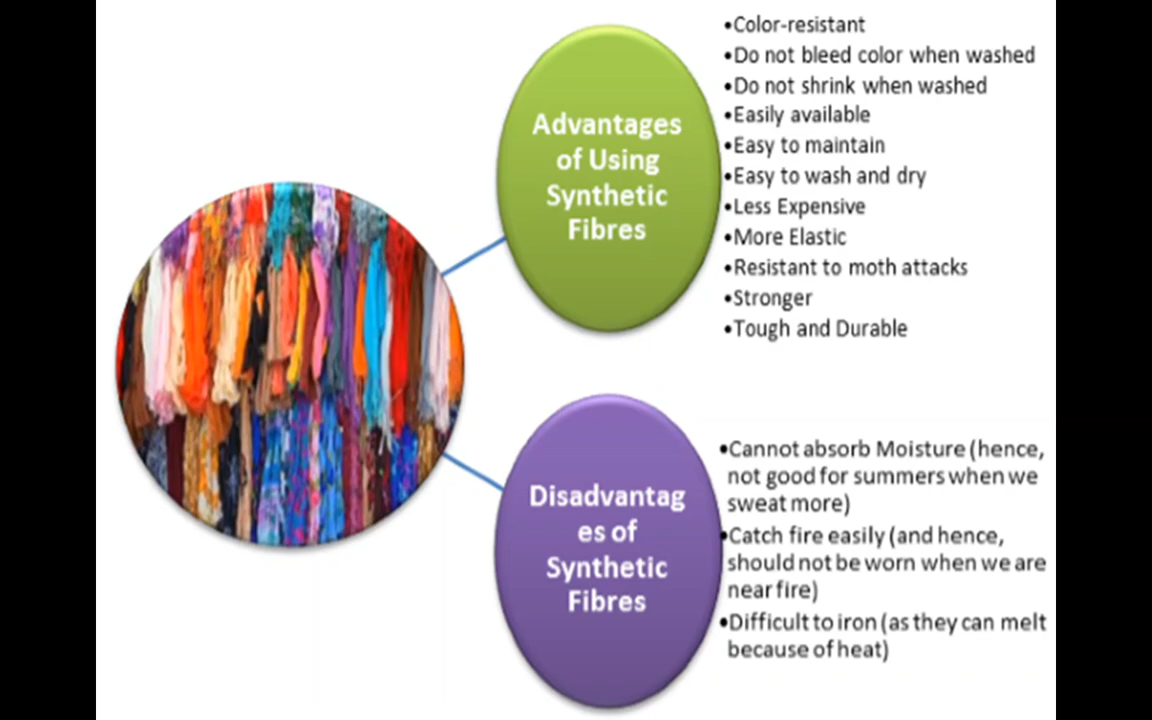 Advantages
of Using
Synthetic
Fibres
•Color-resistant
•Do not bleed color when washed
•Do not shrink when washed
•Easily available
•Easy to maintain
•Easy to wash and dry
•Less Expensive
•More Elastic
•Resistant to moth attacks
•Stronger
•Tough and Durable
Disadvantag
es of
Synthetic
Fibres
•Cannot absorb Moisture (hence,
not good for summers when we
sweat more)
•Catch fire easily (and hence,
should not be worn when we are
near fire)
•Difficult to iron (as they can melt
because of heat)